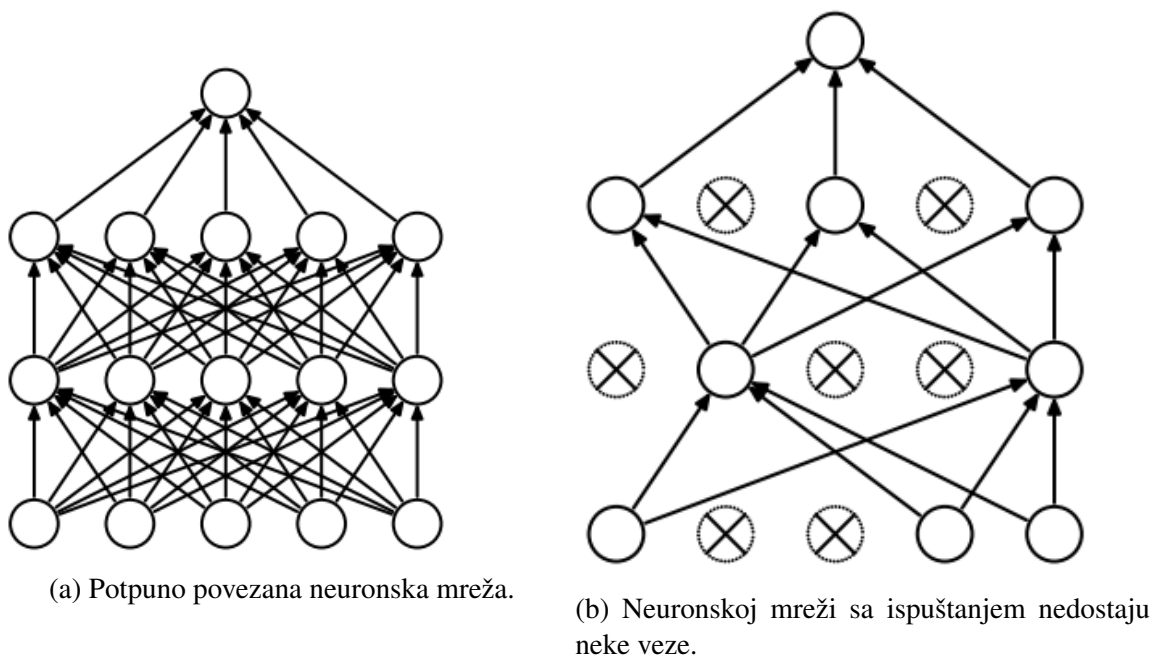 (a) Potpuno povezana neuronska mreža.
(b) Neuronskoj mreži sa ispuštanjem nedostaju
neke veze.